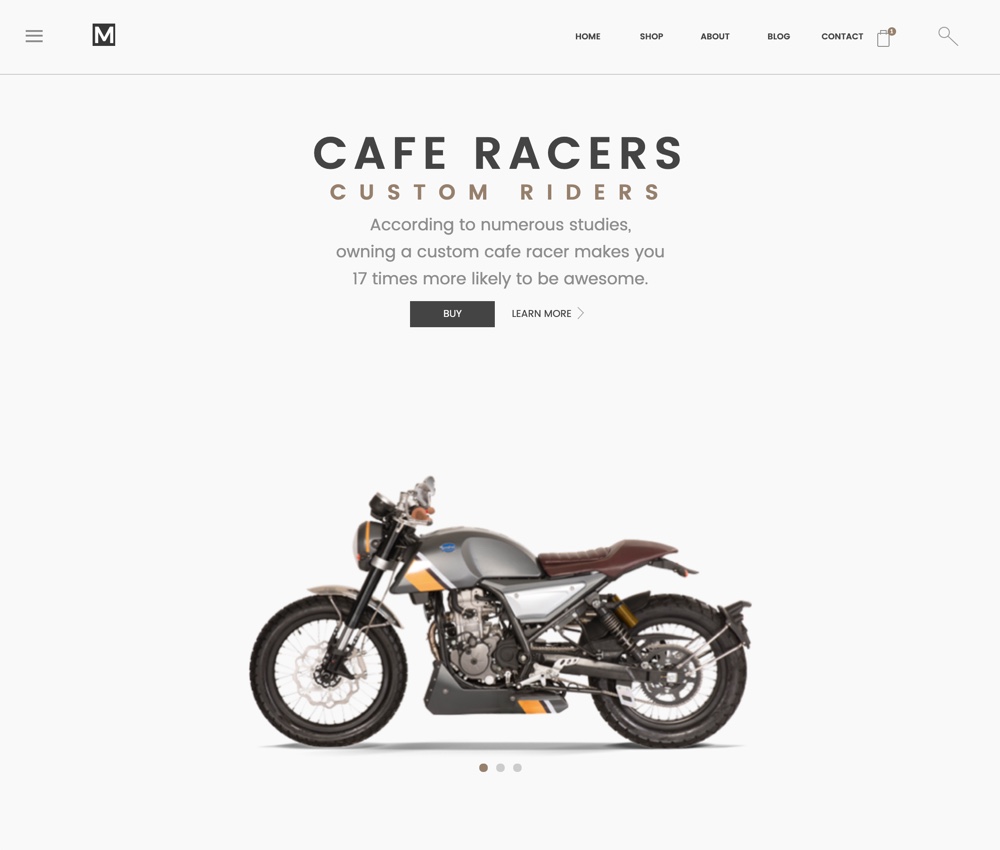 M
HOME SHOP ABOUT BLOG CONTACT 1
CAFE RACERS
CUSTOM RIDERS
According to numerous studies,
owning a custom cafe racer makes you
17 times more likely to be awesome.
BUY LEARN MORE